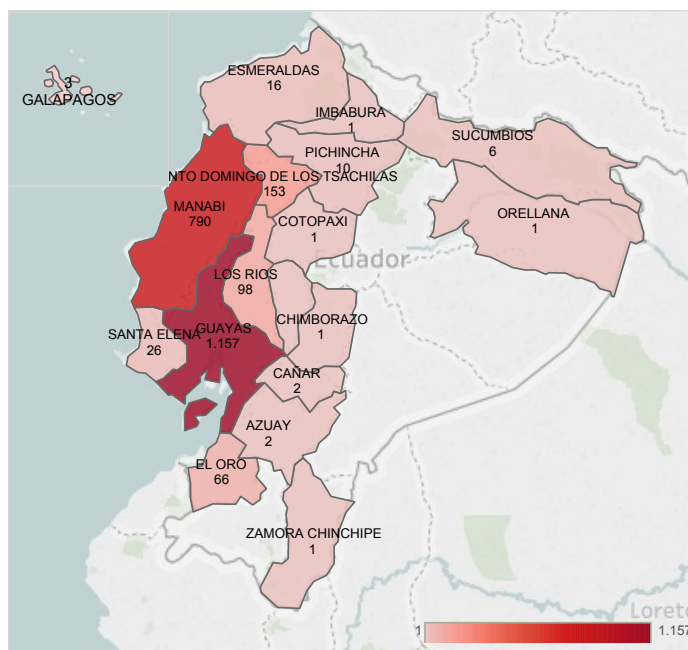 ESMERALDAS
16
3
GALAPAGOS
IMBABURA
1
SUCUMBIOS
6
PICHINCHA
10
NTO DOMINGO DE LOS TSACHILAS
153
MANABI
790
ORELLANA
1
COTOPAXI
1
Ecuador
LOS RIOS
98
GUAYAS
1.157
SANTA ELENA
26
CHIMBORAZO
1
CAÑAR
2
AZUAY
2
EL ORO
66
ZAMORA CHINCHIPE
1
Loreto
1
1.157